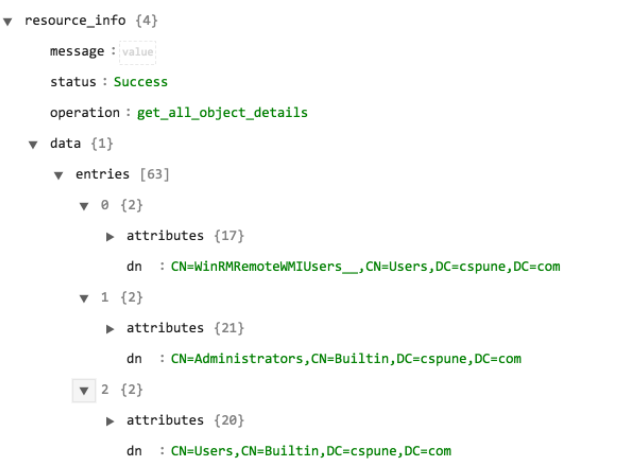 resource_info {4}
message : value
status : Success
operation : get_all_object_details
data {1}
entries [63]
0 {2}
attributes {17}
dn : CN=WinRMRemoteWMIUsers__,CN=Users,DC=cspune,DC=com
1 {2}
attributes {21}
dn : CN=Administrators,CN=Builtin,DC=cspune,DC=com
2 {2}
attributes {20}
dn : CN=Users,CN=Builtin,DC=cspune,DC=com